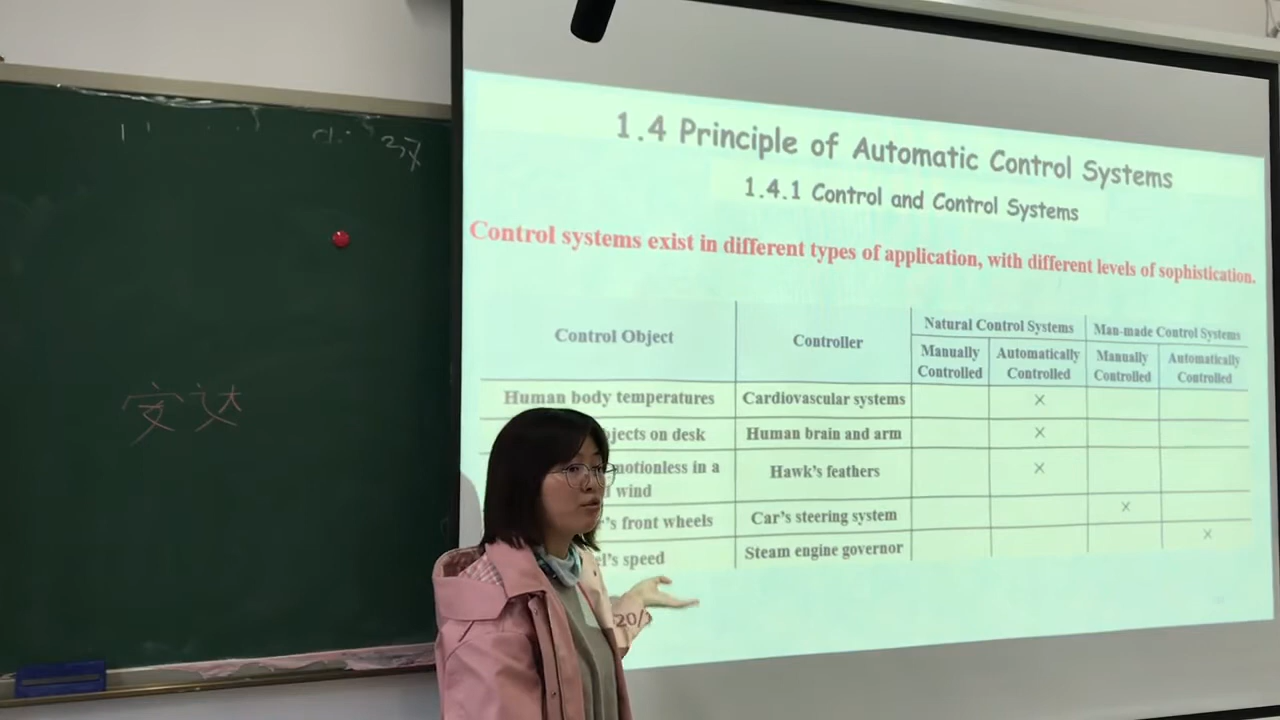 37
安达
1.4 Principle of Automatic Control Systems
1.4.1 Control and Control Systems
Control systems exist in different types of application, with different levels of sophistication.
Control Object Controller Natural Control Systems Man-made Control Systems
Manually Controlled Automatically Controlled Manually Controlled Automatically Controlled
Human body temperatures Cardiovascular systems ×
jects on desk Human brain and arm ×
motionless in a wind Hawk's feathers ×
's front wheels Car's steering system ×
el's speed Steam engine governor ×
20/